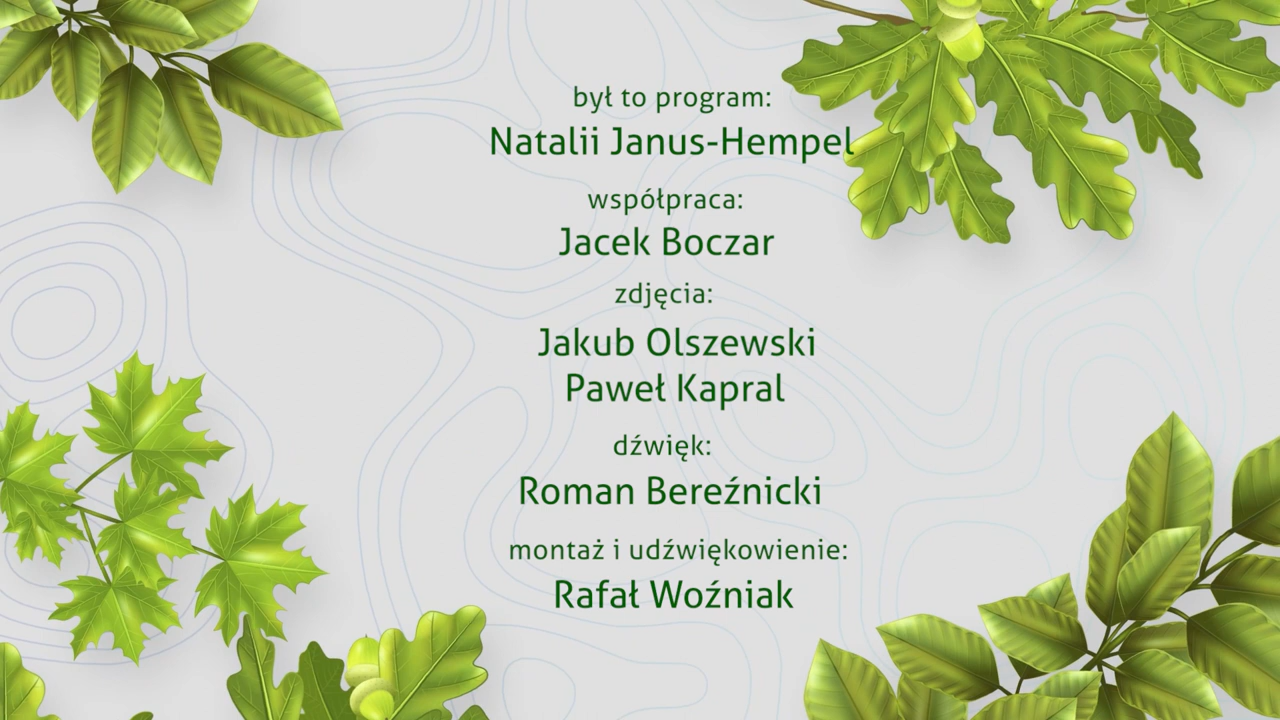 był to program:
Natalii Janus-Hempel
współpraca:
Jacek Boczar
zdjęcia:
Jakub Olszewski
Paweł Kapral
dźwięk:
Roman Bereźnicki
montaż i udźwiękowienie:
Rafał Woźniak